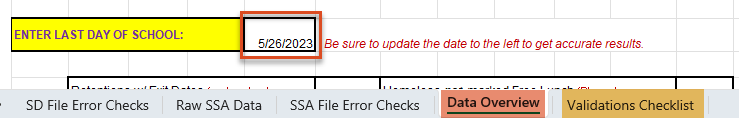 ENTER LAST DAY OF SCHOOL: 5/26/2023 Be sure to update the date to the left to get accurate results.
SD File Error Checks Raw SSA Data SSA File Error Checks Data Overview Validations Checklist